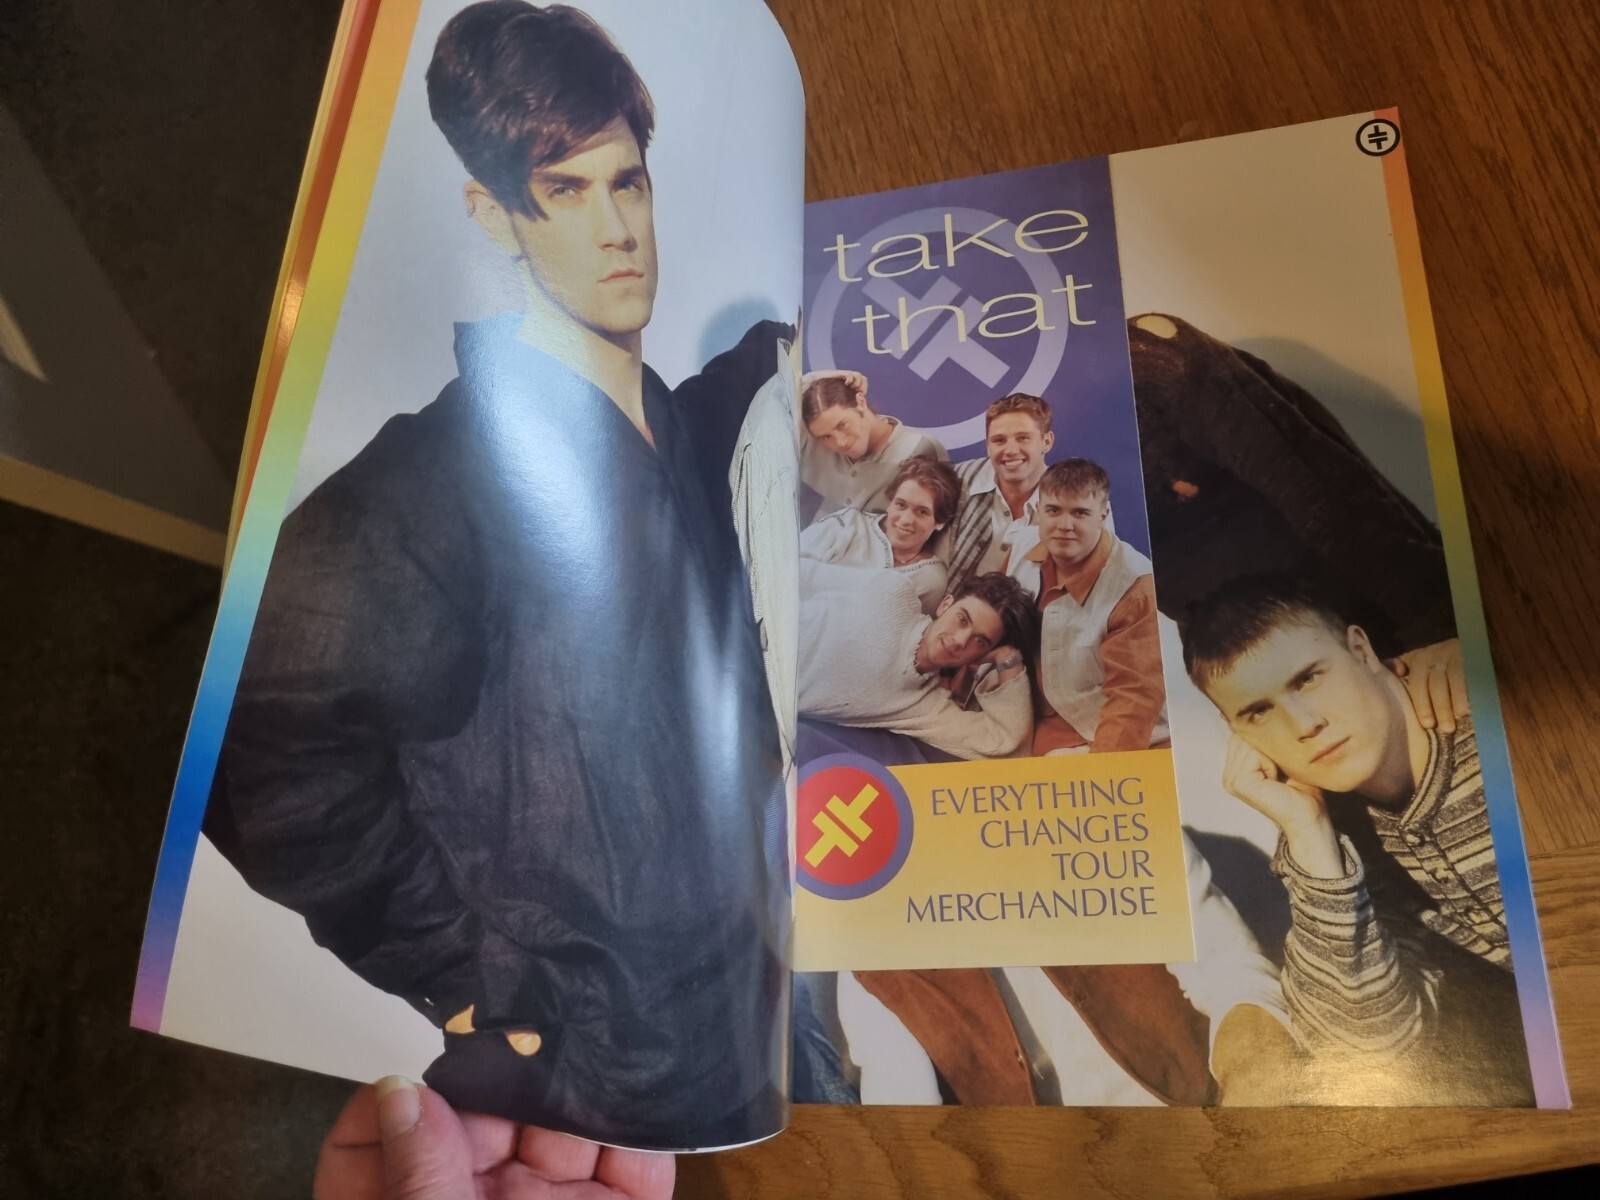 take
that
EVERYTHING
CHANGES
TOUR
MERCHANDISE